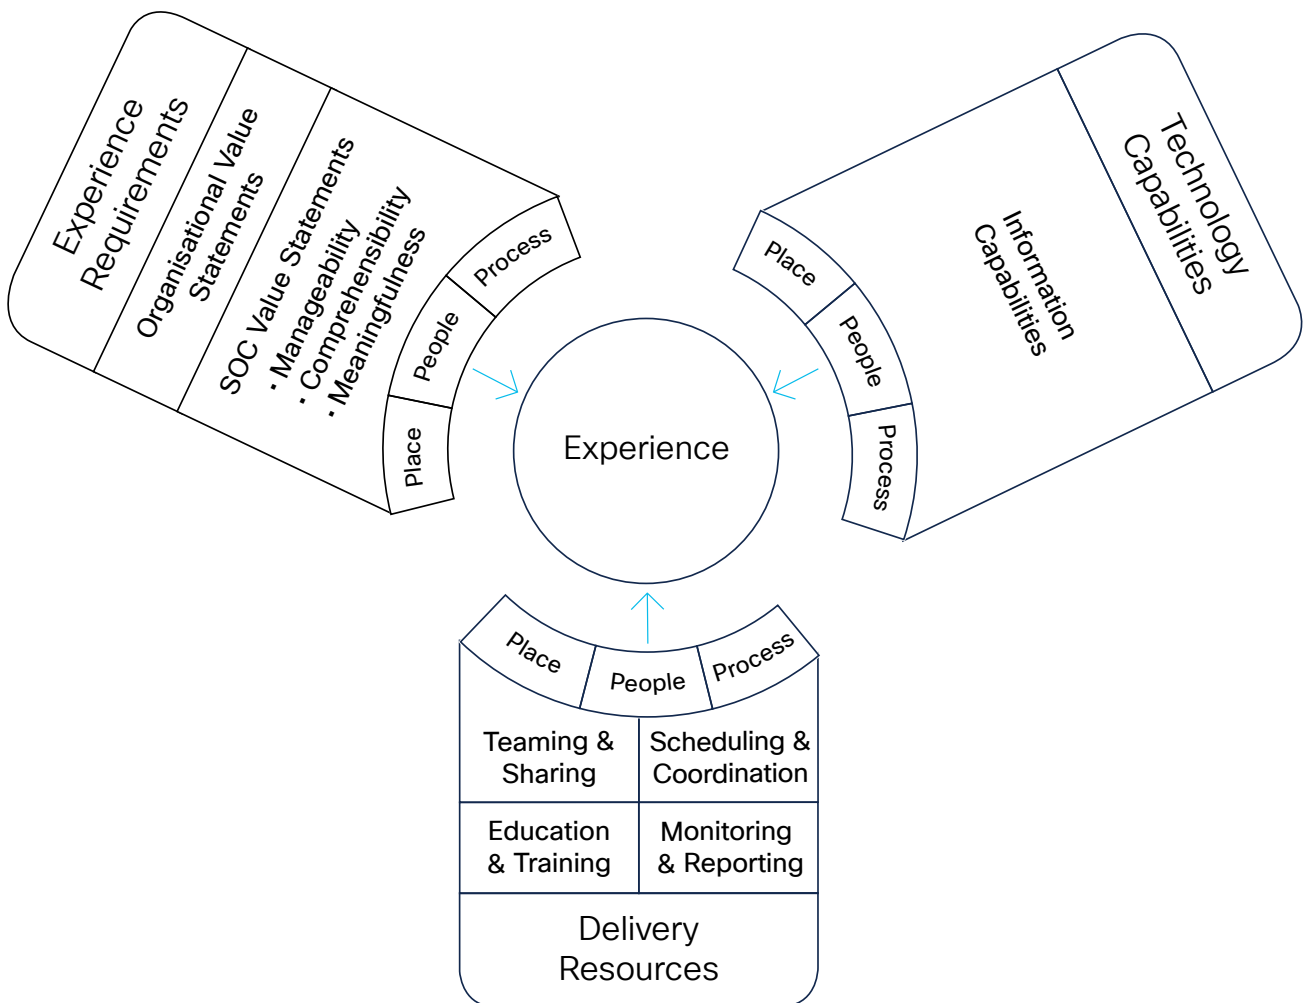 Experience
Requirements
Organisational Value
Statements
SOC Value Statements
· Manageability
· Comprehensibility
· Meaningfulness
Process
People
Place
Experience
Technology
Capabilities
Information
Capabilities
Place
People
Process
Place
People
Process
Teaming &
Sharing
Scheduling &
Coordination
Education
& Training
Monitoring
& Reporting
Delivery
Resources